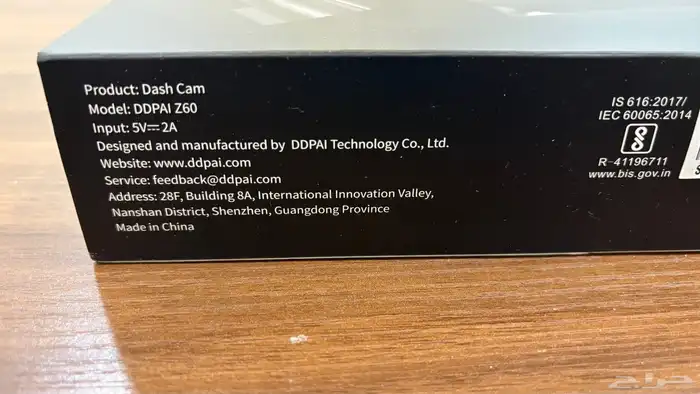 Product: Dash Cam
Model: DDPAI Z60
Input: 5V⎓2A
Designed and manufactured by DDPAI Technology Co., Ltd.
Website: www.ddpai.com
Service: feedback@ddpai.com
Address: 28F, Building 8A, International Innovation Valley,
Nanshan District, Shenzhen, Guangdong Province
Made in China
IS 616:2017/
IEC 60065:2014
R-41196711
www.bis.gov.in
حراج